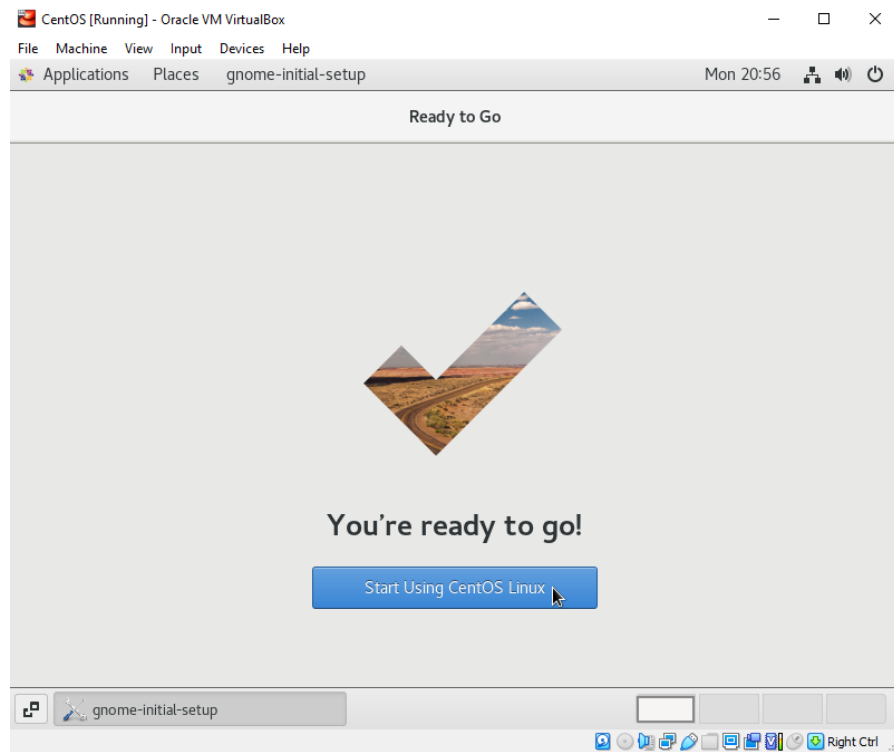 CentOS [Running] - Oracle VM VirtualBox
File Machine View Input Devices Help
Applications Places gnome-initial-setup Mon 20:56
Ready to Go
You're ready to go!
Start Using CentOS Linux
gnome-initial-setup
Right Ctrl